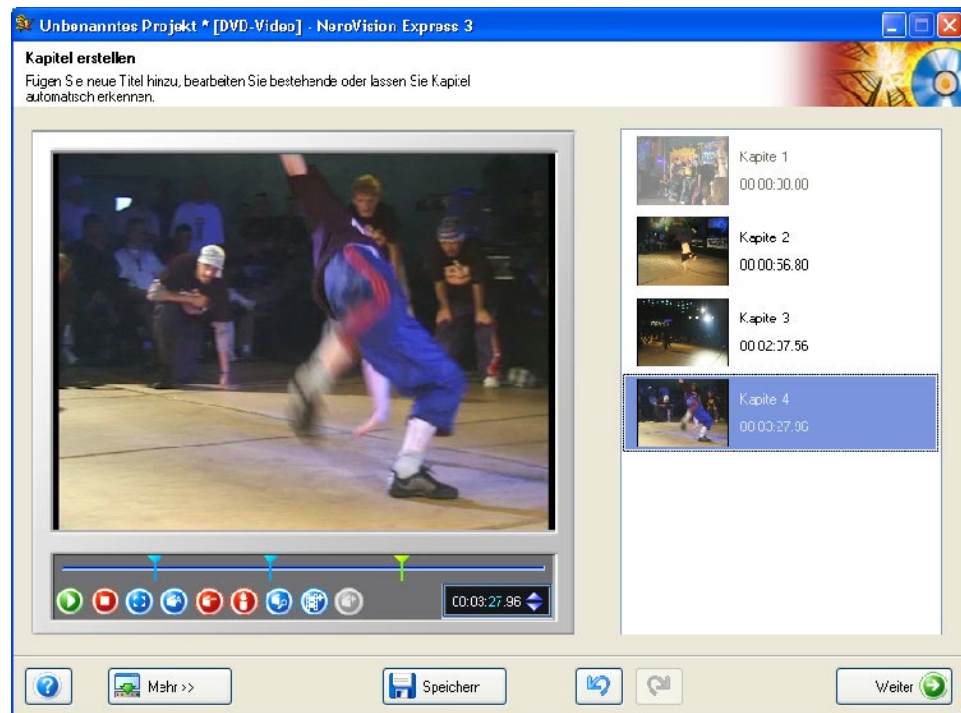 Unbenanntes Projekt * [DVD-Video] - NeroVision Express 3
Kapitel erstellen
Fügen Sie neue Titel hinzu, bearbeiten Sie bestehende oder lassen Sie Kapitel
automatisch erkennen.
Kapitel 1
00:00:00.00
Kapitel 2
00:00:56.80
Kapitel 3
00:02:07.56
Kapitel 4
00:03:27.96
00:03:27.96
Mehr >>
Speichern
Weiter